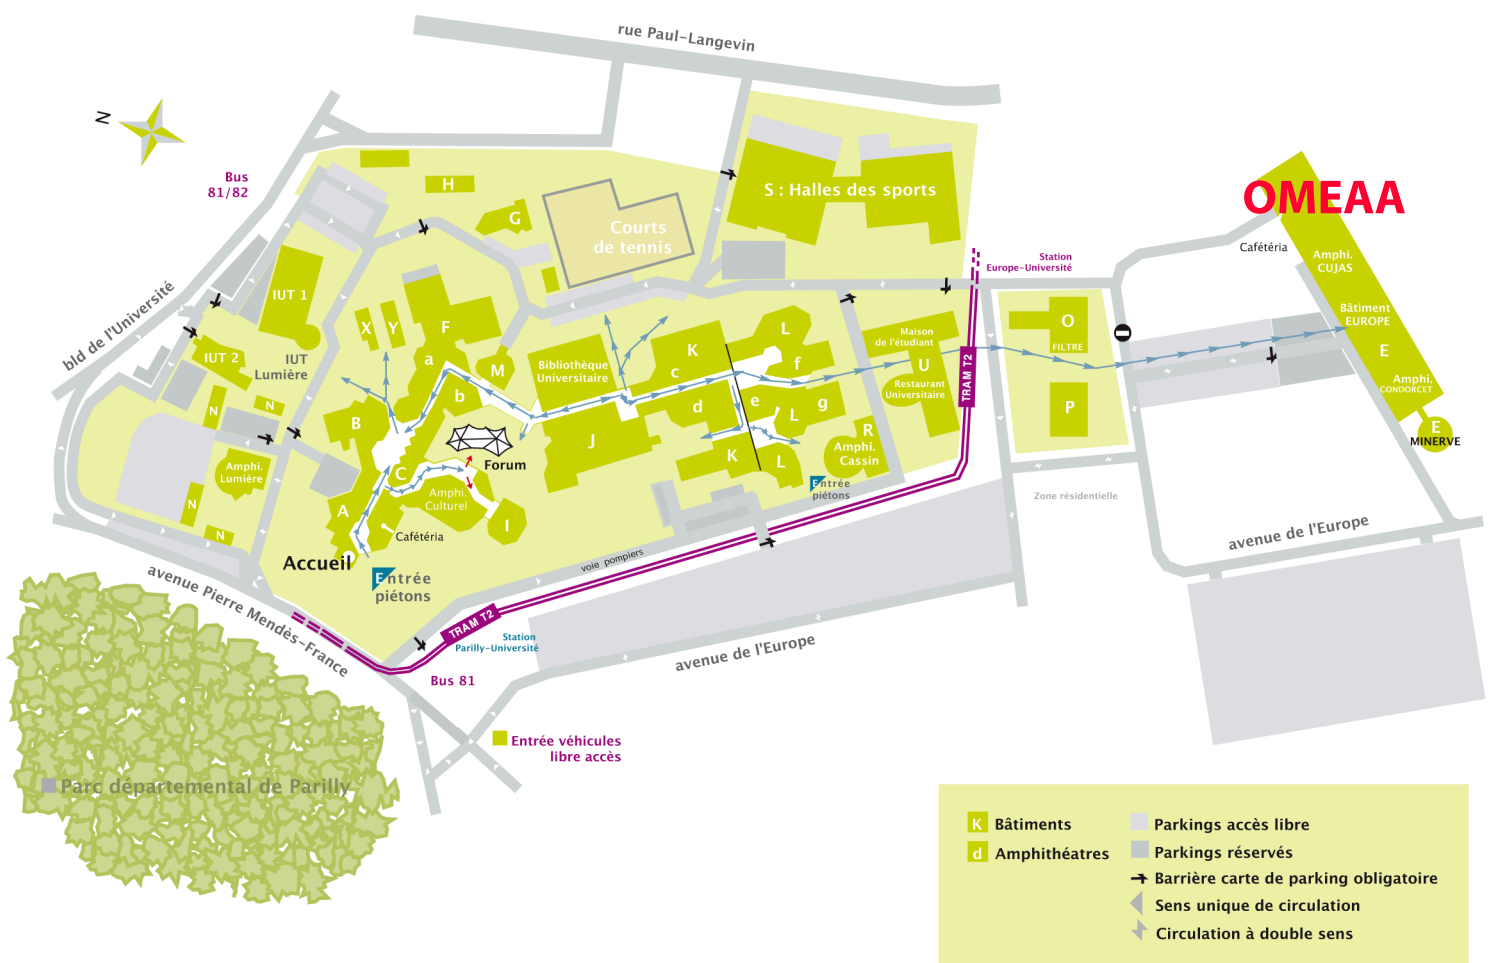 rue Paul-Langevin
N
Bus
81/82
H
G
Courts
de tennis
S : Halles des sports
OMEAA
Cafétéria
Amphi.
CUJAS
Bâtiment
EUROPE
E
Amphi.
CONDORCET
E
MINERVE
Station
Europe-Université
bld de l'Université
IUT 1
IUT 2
IUT
Lumière
X
Y
F
a
M
b
B
C
A
N
N
N
N
Amphi.
Lumière
Bibliothèque
Universitaire
J
K
c
d
K
L
f
e
L
g
L
R
Amphi.
Cassin
Maison
de l'étudiant
U
Restaurant
Universitaire
TRAM T2
O
FILTRE
P
Forum
Amphi.
Culturel
I
Cafétéria
Accueil
Entrée
piétons
Entrée
piétons
Zone résidentielle
avenue de l'Europe
voie pompiers
avenue Pierre Mendès-France
TRAM T2
Station
Parilly-Université
avenue de l'Europe
Bus 81
Entrée véhicules
libre accès
Parc départemental de Parilly
K Bâtiments
d Amphithéatres
Parkings accès libre
Parkings réservés
Barrière carte de parking obligatoire
Sens unique de circulation
Circulation à double sens